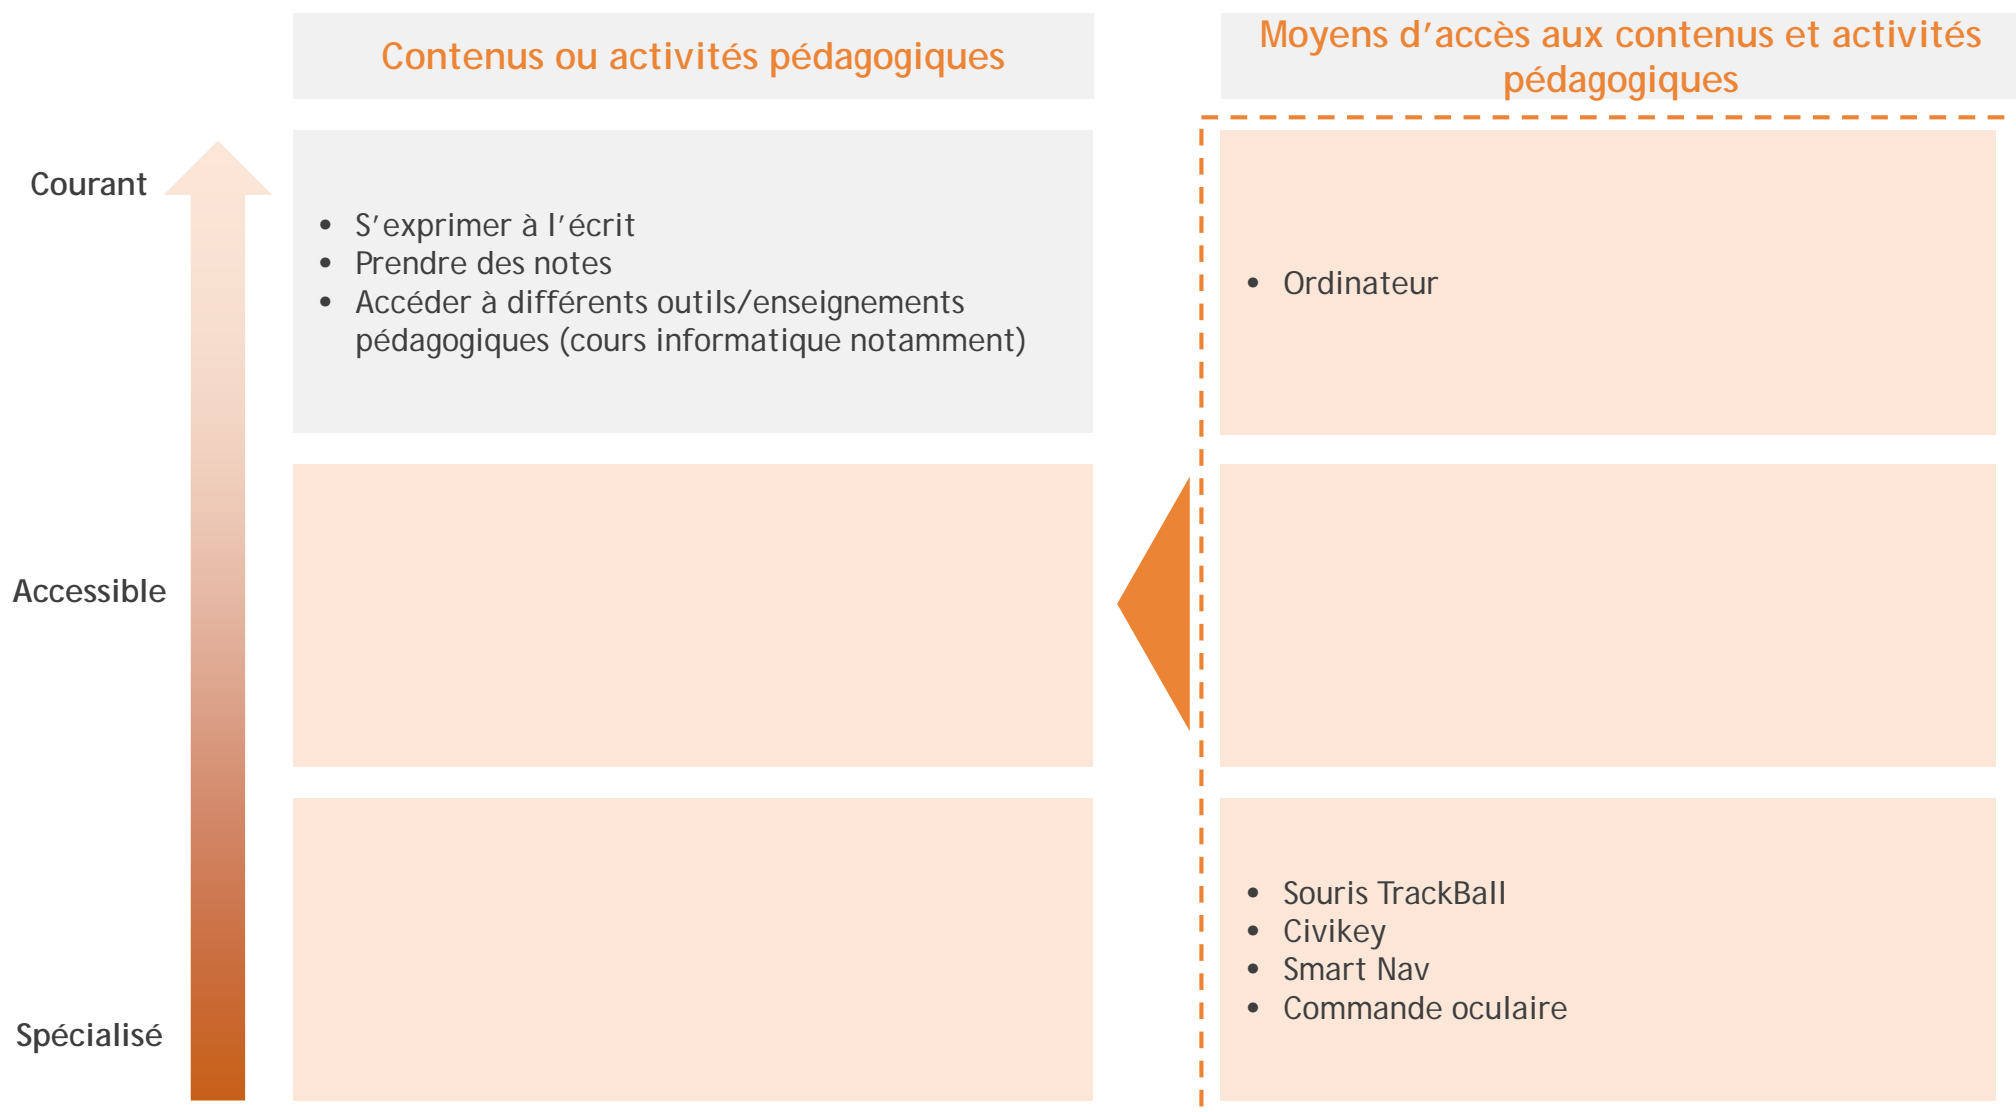 Contenus ou activités pédagogiques
Moyens d'accès aux contenus et activités
pédagogiques
Courant
• S'exprimer à l'écrit
• Prendre des notes
• Accéder à différents outils/enseignements
pédagogiques (cours informatique notamment)
• Ordinateur
Accessible
Spécialisé
• Souris TrackBall
• Civikey
• Smart Nav
• Commande oculaire